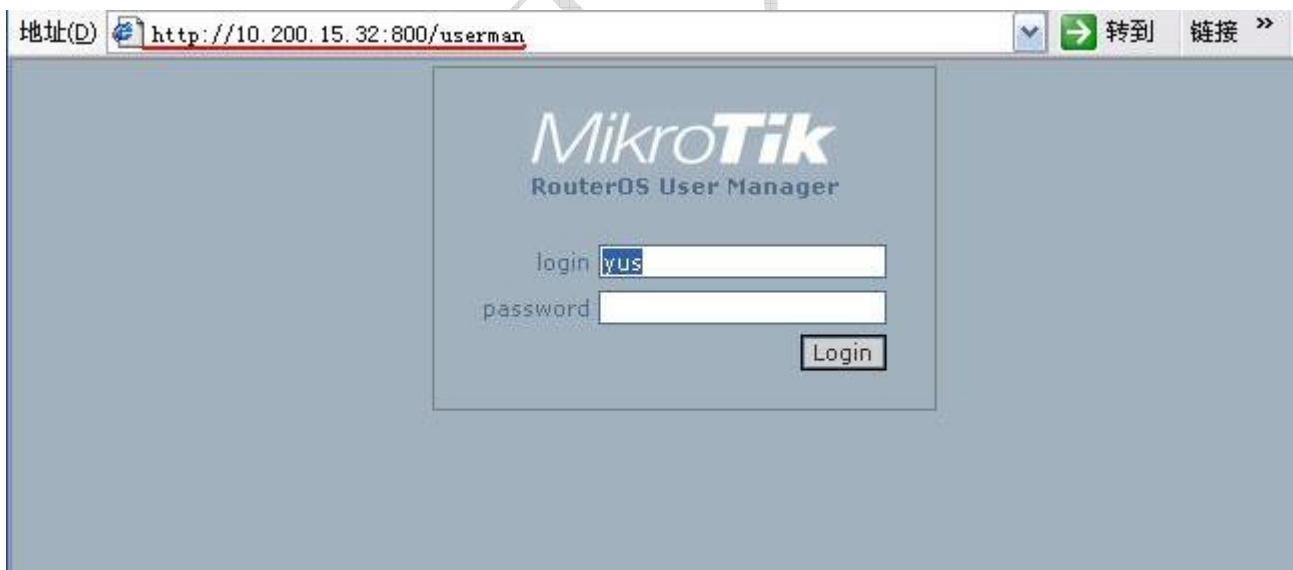 地址(D) http://10.200.15.32:800/userman 转到 链接 »
MikroTik
RouterOS User Manager
login yus
password
Login